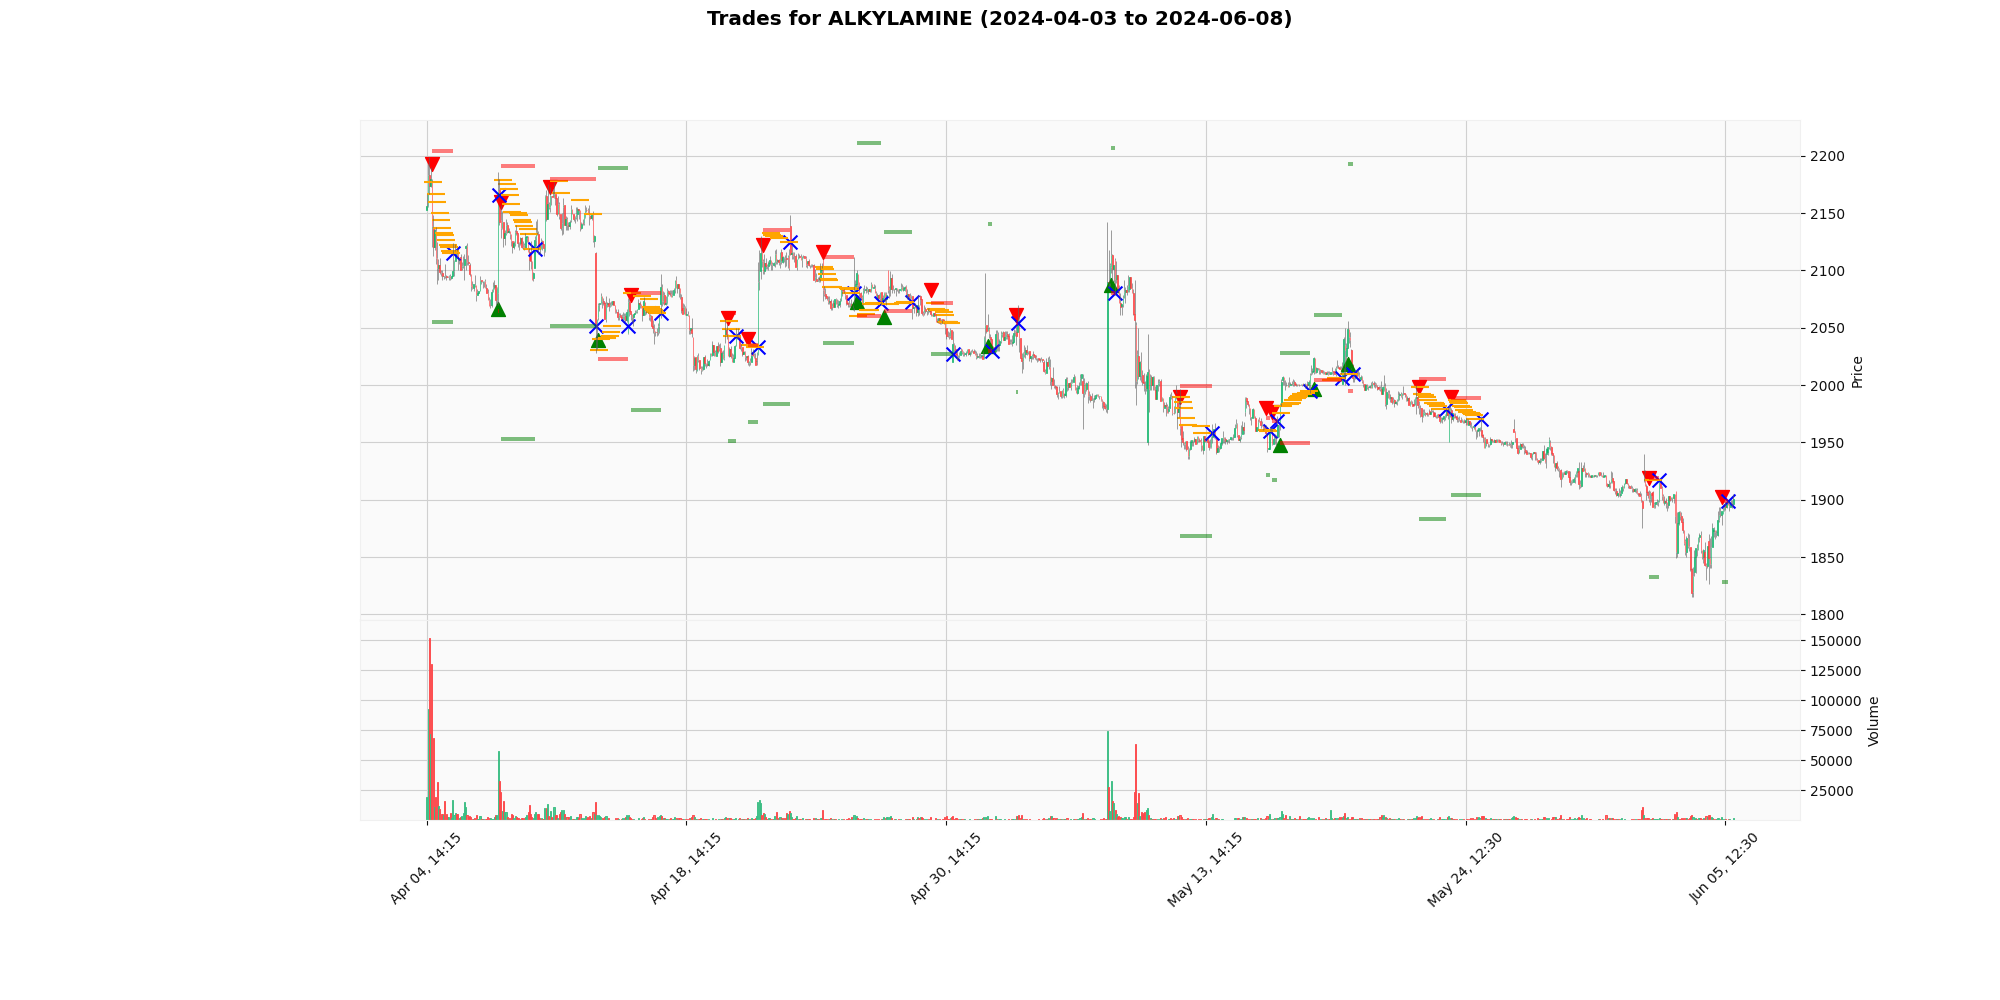 Trades for ALKYLAMINE (2024-04-03 to 2024-06-08)
2200
2150
2100
2050
2000
1950
1900
1850
1800
Price
150000
125000
100000
75000
50000
25000
Volume
Apr 04, 14:15
Apr 18, 14:15
Apr 30, 14:15
May 13, 14:15
May 24, 12:30
Jun 05, 12:30